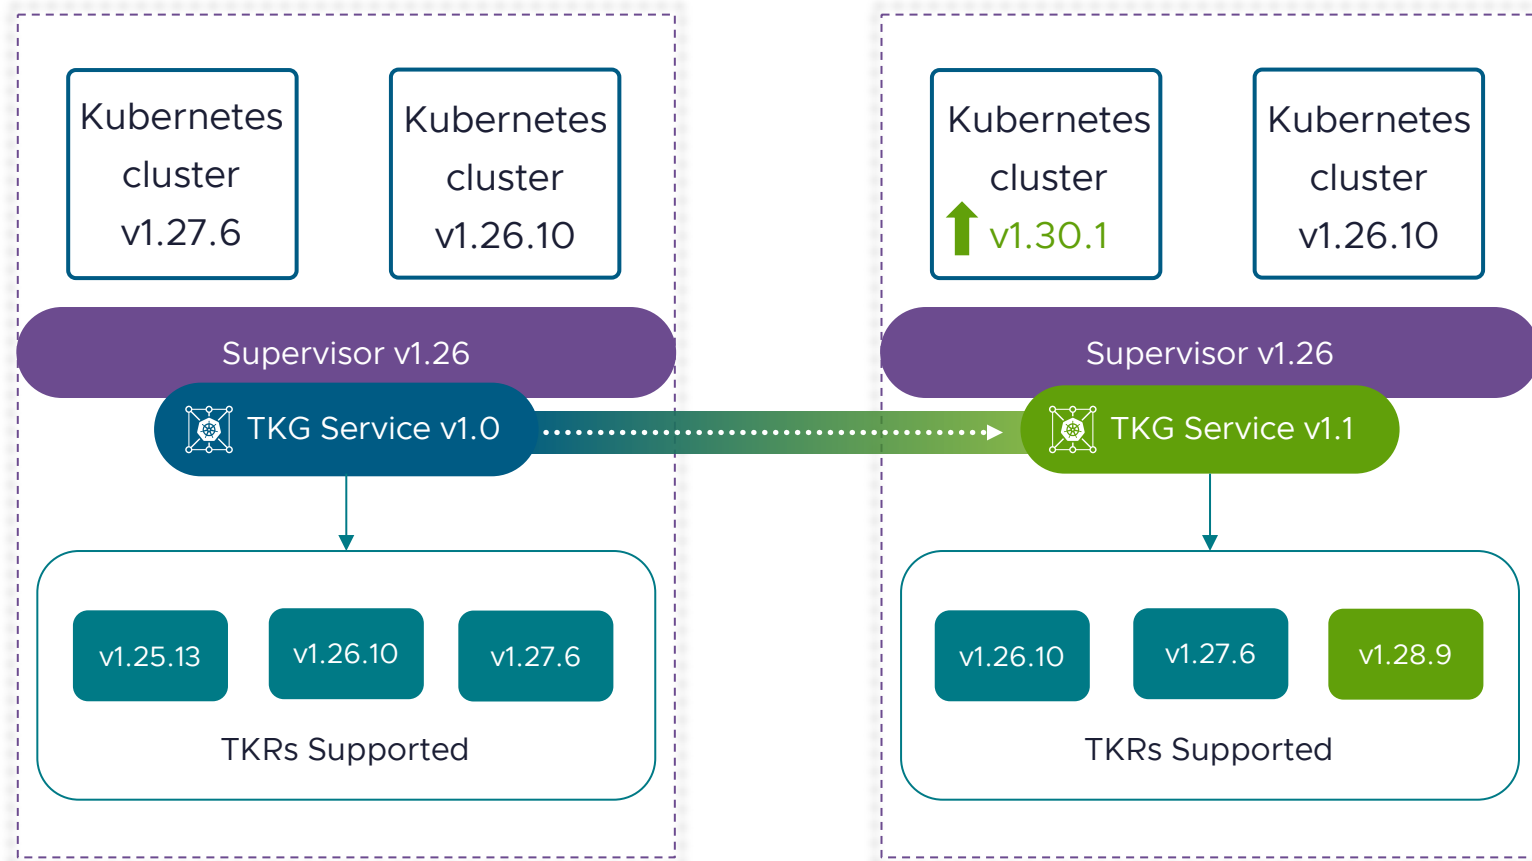 Kubernetes
cluster
v1.27.6
Kubernetes
cluster
v1.26.10
Supervisor v1.26
TKG Service v1.0
v1.25.13
v1.26.10
v1.27.6
TKRs Supported
Kubernetes
cluster
v1.30.1
Kubernetes
cluster
v1.26.10
Supervisor v1.26
TKG Service v1.1
v1.26.10
v1.27.6
v1.28.9
TKRs Supported